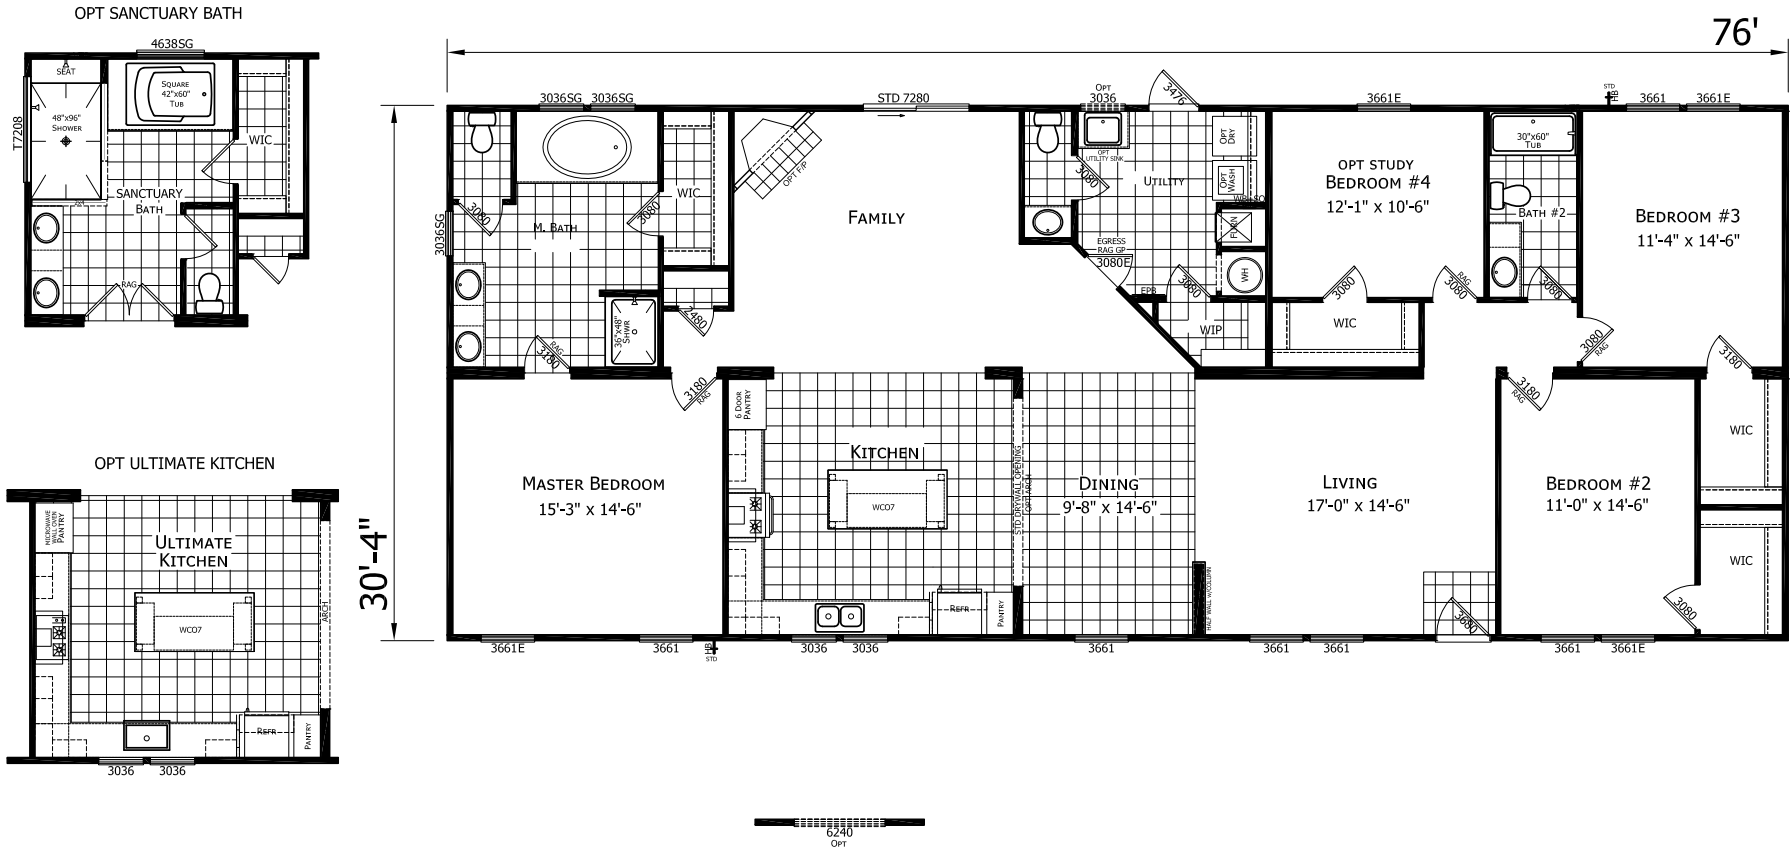 OPT SANCTUARY BATH
4638SG
SEAT
SQUARE
42"x60"
TUB
48"x96"
SHOWER
T7208
WIC
SANCTUARY
BATH
2x4
RAG
OPT ULTIMATE KITCHEN
MICROWAVE
WALL OVEN
PANTRY
ULTIMATE
KITCHEN
WC07
ARCH
REFR
PANTRY
3036
3036
76'
30'-4"
3036SG
3036SG
STD 7280
OPT
3036
3476
3661E
STD
HB
3661
3661E
3036SG
3080
M. BATH
3080
WIC
OPT F/P
FAMILY
3080
OPT
UTILITY SINK
UTILITY
OPT
DRY
OPT
WASH
FURN
WH
EGRESS
RAG GP
3080E
EPB
3080
WIP
OPT STUDY
BEDROOM #4
12'-1" x 10'-6"
3080
RAG
3080
WIC
30"x60"
TUB
BATH #2
3080
BEDROOM #3
11'-4" x 14'-6"
3080
RAG
3180
2480
36"x48"
SHWR
RAG
3180
3180
RAG
MASTER BEDROOM
15'-3" x 14'-6"
6 DOOR
PANTRY
KITCHEN
WC07
REFR
PANTRY
STD DRYWALL OPENING
OPT ARCH
DINING
9'-8" x 14'-6"
HALF WALL w/COLUMN
LIVING
17'-0" x 14'-6"
3180
RAG
BEDROOM #2
11'-0" x 14'-6"
WIC
WIC
3080
3680
3661E
3661
HB
STD
3036
3036
3661
3661
3661
3661
3661E
6240
OPT